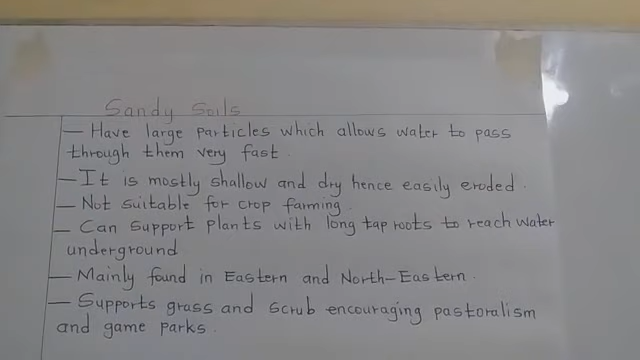 Sandy Soils
— Have large particles which allows water to pass
through them very fast.
— It is mostly shallow and dry hence easily eroded.
— Not suitable for crop farming.
— Can support plants with long tap roots to reach water
underground
— Mainly found in Eastern and North-Eastern.
— Supports grass and scrub encouraging pastoralism
and game parks.